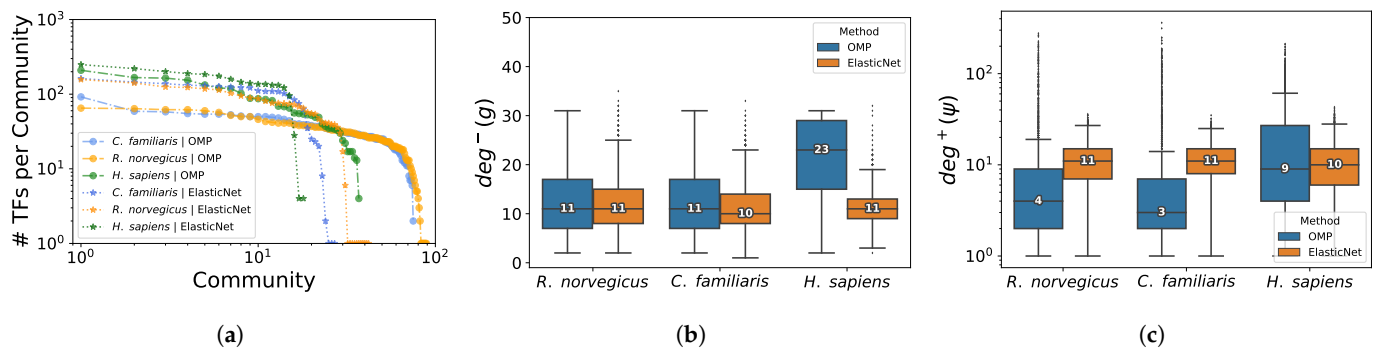 # TFs per Community
10³
10²
10¹
10⁰
C. familiaris | OMP
R. norvegicus | OMP
H. sapiens | OMP
C. familiaris | ElasticNet
R. norvegicus | ElasticNet
H. sapiens | ElasticNet
10⁰ 10¹ 10²
Community
(a)
deg⁻(g)
50
40
30
20
10
0
Method
OMP
ElasticNet
11 11 11 10 23 11
R. norvegicus C. familiaris H. sapiens
(b)
deg⁺(ψ)
10²
10¹
10⁰
4 11 3 11 9 10
Method
OMP
ElasticNet
R. norvegicus C. familiaris H. sapiens
(c)